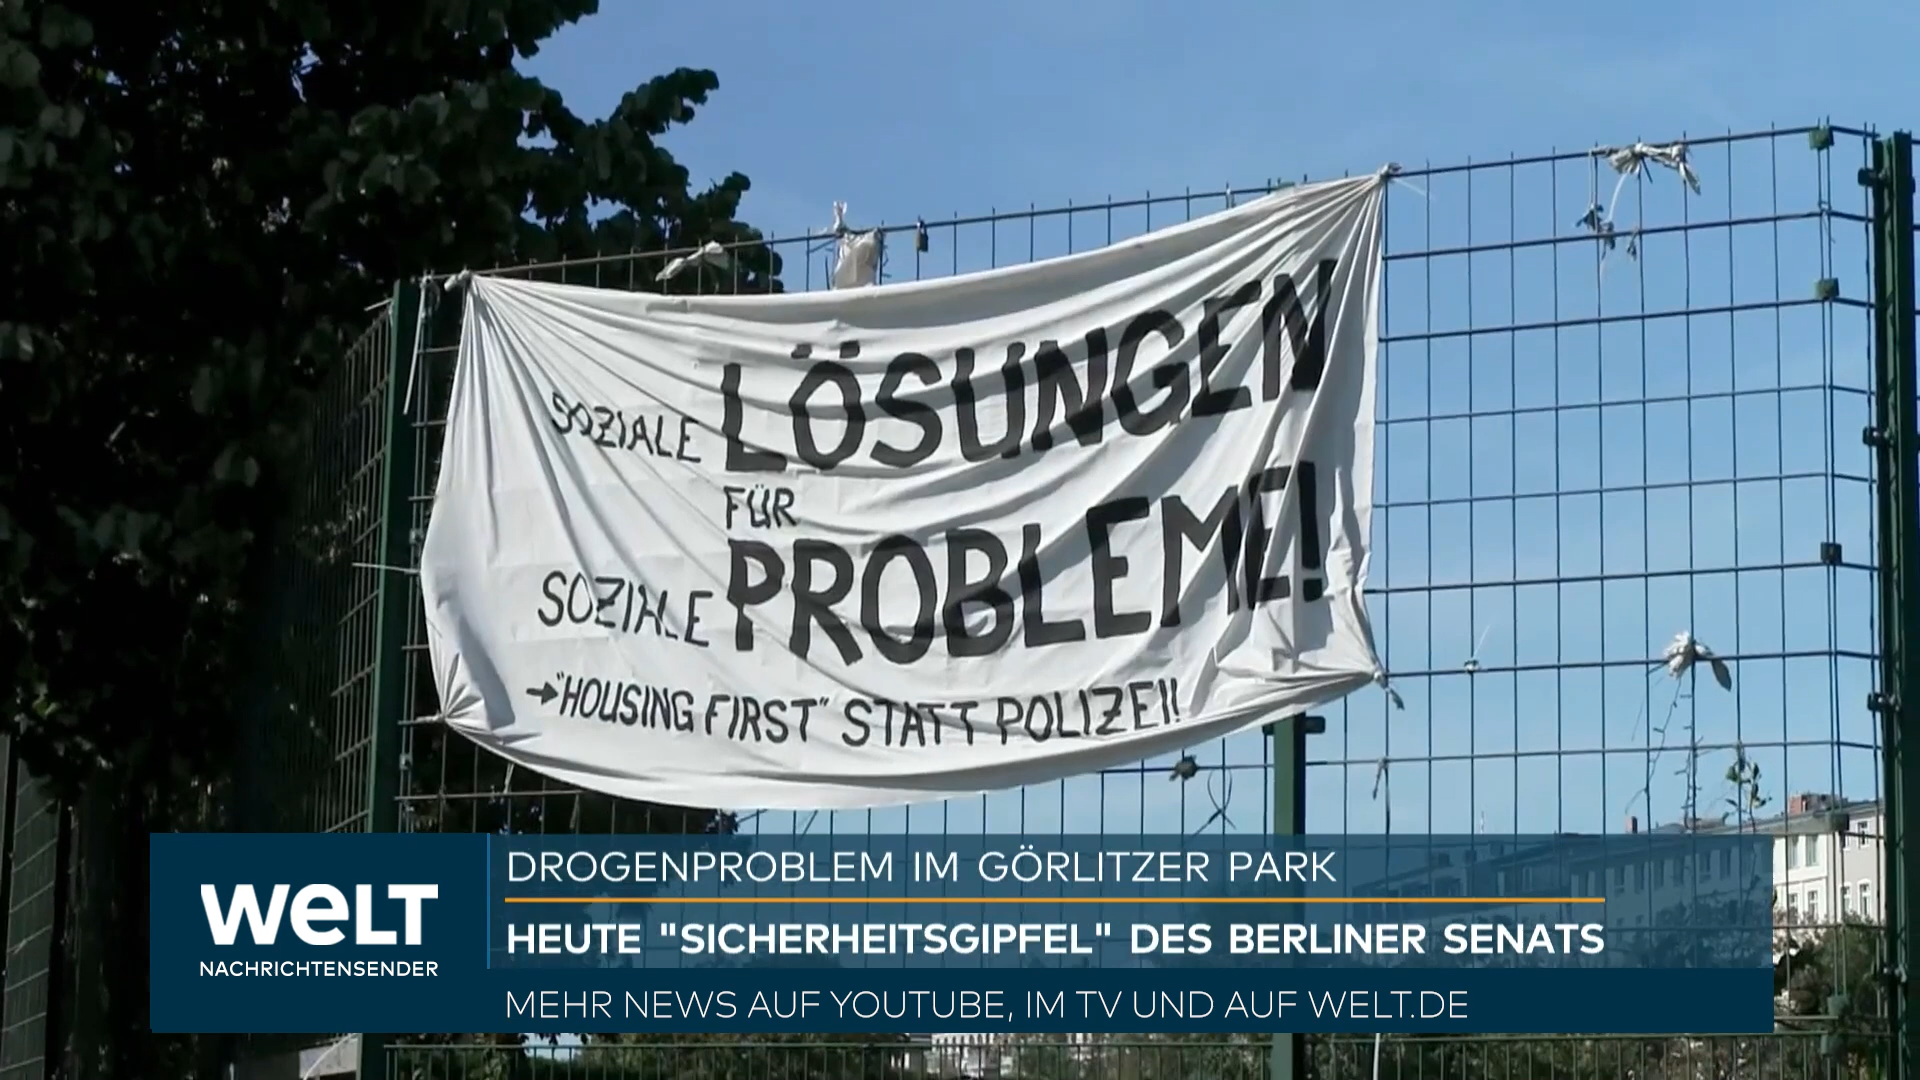 SOZIALE LÖSUNGEN
FÜR
SOZIALE PROBLEME!
→"HOUSING FIRST" STATT POLIZEI!
WELT
NACHRICHTENSENDER
DROGENPROBLEM IM GÖRLITZER PARK
HEUTE "SICHERHEITSGIPFEL" DES BERLINER SENATS
MEHR NEWS AUF YOUTUBE, IM TV UND AUF WELT.DE